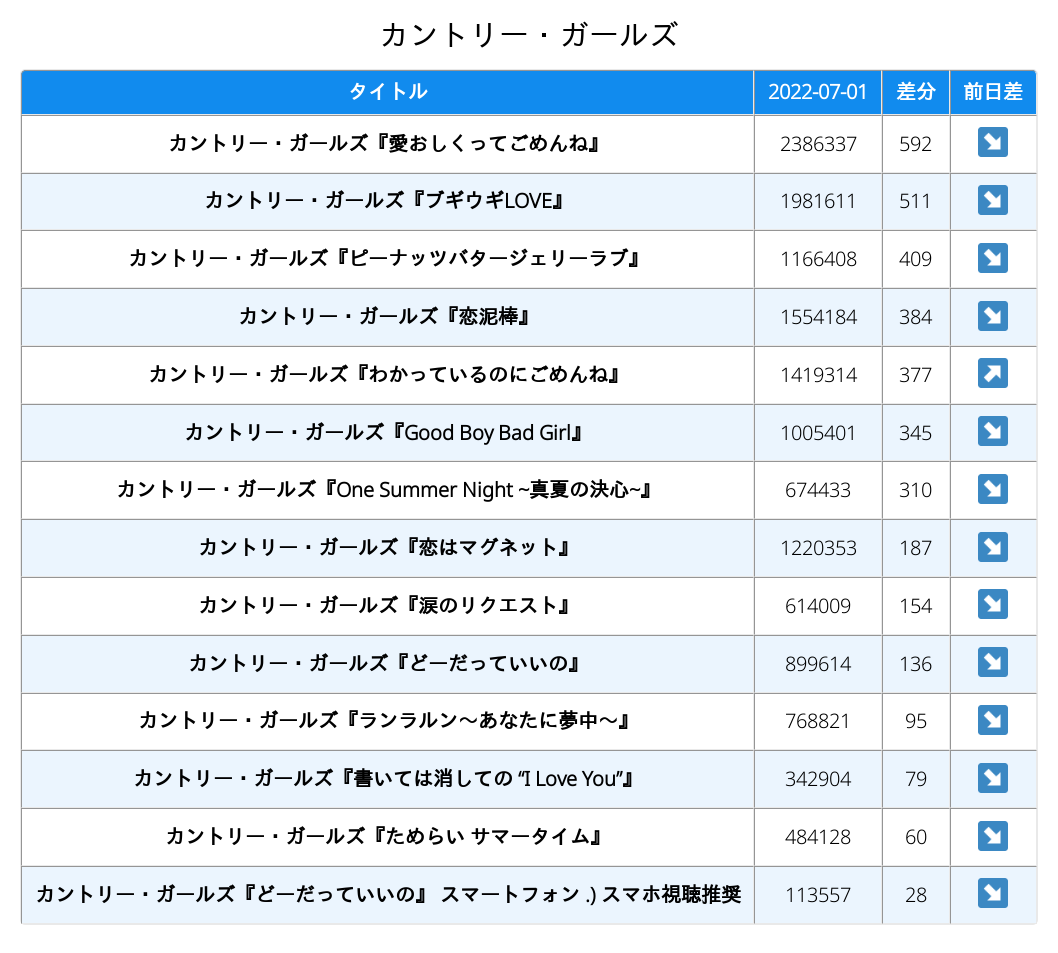 カントリー・ガールズ
タイトル 2022-07-01 差分 前日差
カントリー・ガールズ『愛おしくってごめんね』 2386337 592 ↘
カントリー・ガールズ『ブギウギLOVE』 1981611 511 ↘
カントリー・ガールズ『ピーナッツバタージェリーラブ』 1166408 409 ↘
カントリー・ガールズ『恋泥棒』 1554184 384 ↘
カントリー・ガールズ『わかっているのにごめんね』 1419314 377 ↗
カントリー・ガールズ『Good Boy Bad Girl』 1005401 345 ↘
カントリー・ガールズ『One Summer Night ~真夏の決心~』 674433 310 ↘
カントリー・ガールズ『恋はマグネット』 1220353 187 ↘
カントリー・ガールズ『涙のリクエスト』 614009 154 ↘
カントリー・ガールズ『どーだっていいの』 899614 136 ↘
カントリー・ガールズ『ランラルン～あなたに夢中～』 768821 95 ↘
カントリー・ガールズ『書いては消しての “I Love You”』 342904 79 ↘
カントリー・ガールズ『ためらい サマータイム』 484128 60 ↘
カントリー・ガールズ『どーだっていいの』 スマートフォン .) スマホ視聴推奨 113557 28 ↘